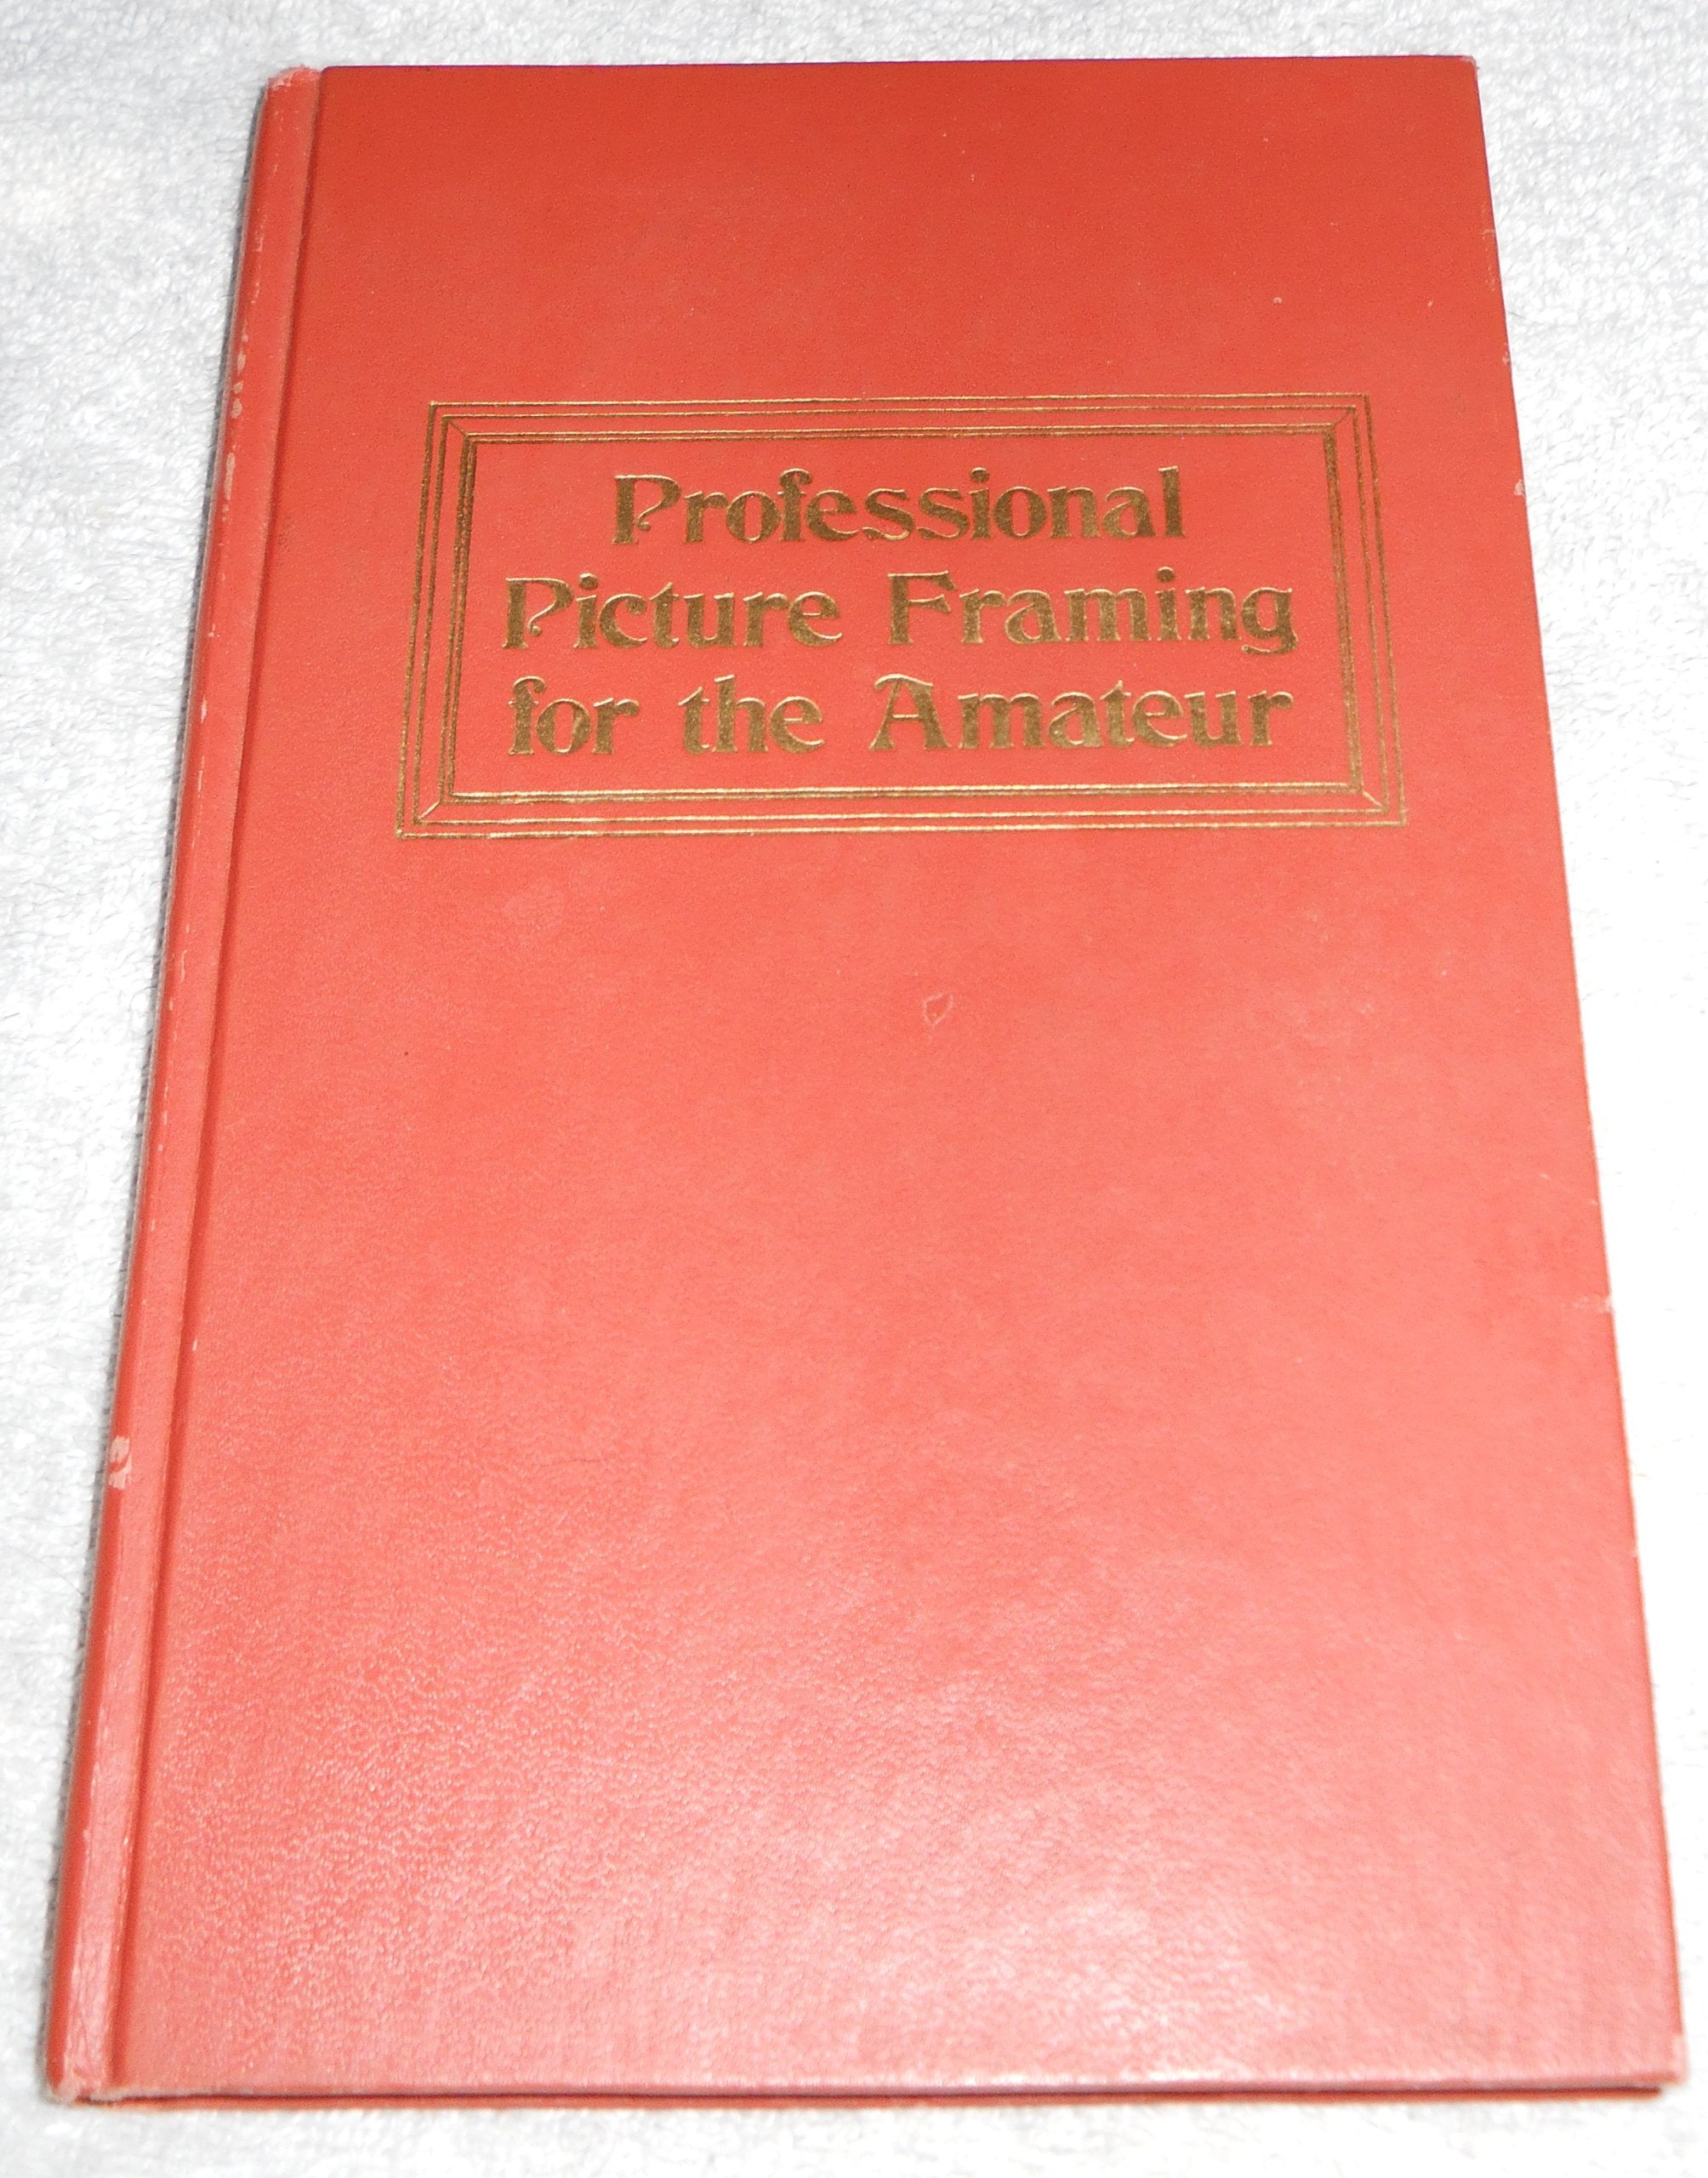 Professional
Picture Framing
for the Amateur